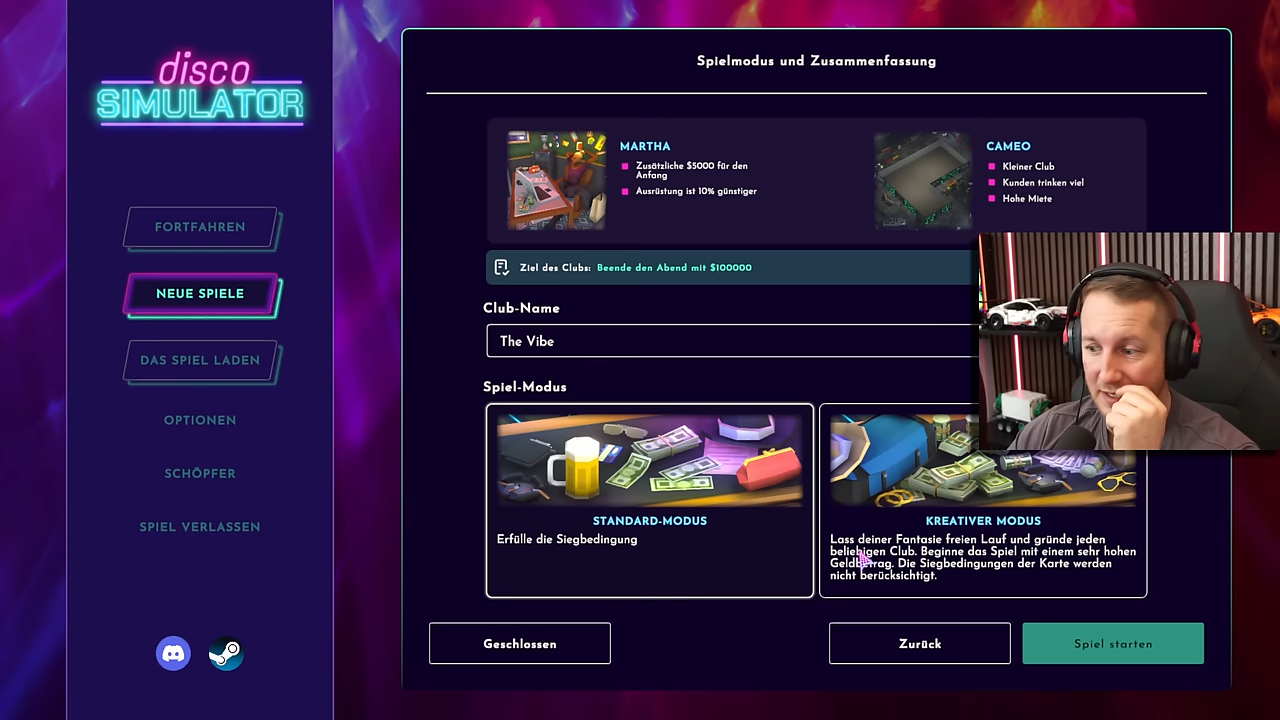 disco
SIMULATOR
FORTFAHREN
NEUE SPIELE
DAS SPIEL LADEN
OPTIONEN
SCHÖPFER
SPIEL VERLASSEN
Spielmodus und Zusammenfassung
MARTHA
Zusätzliche $5000 für den
Anfang
Ausrüstung ist 10% günstiger
CAMEO
Kleiner Club
Kunden trinken viel
Hohe Miete
Ziel des Clubs: Beende den Abend mit $100000
Club-Name
The Vibe
Spiel-Modus
STANDARD-MODUS
Erfülle die Siegbedingung
KREATIVER MODUS
Lass deiner Fantasie freien Lauf und gründe jeden
beliebigen Club. Beginne das Spiel mit einem sehr hohen
Geldbetrag. Die Siegbedingungen der Karte werden
nicht berücksichtigt.
Geschlossen
Zurück
Spiel starten